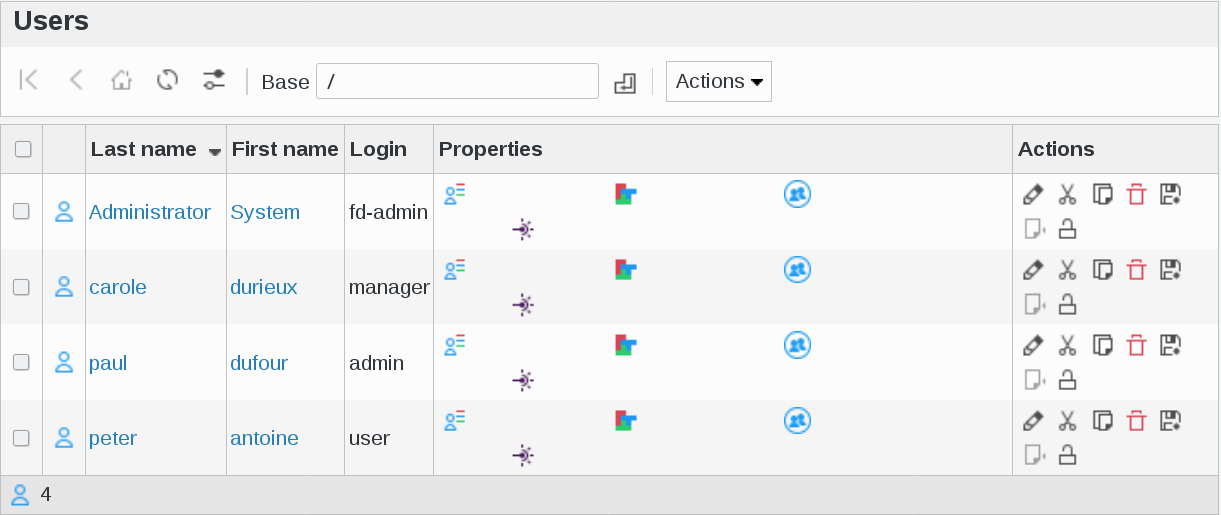 Users
Base / Actions
Last name First name Login Properties Actions
Administrator System fd-admin
carole durieux manager
paul dufour admin
peter antoine user
4